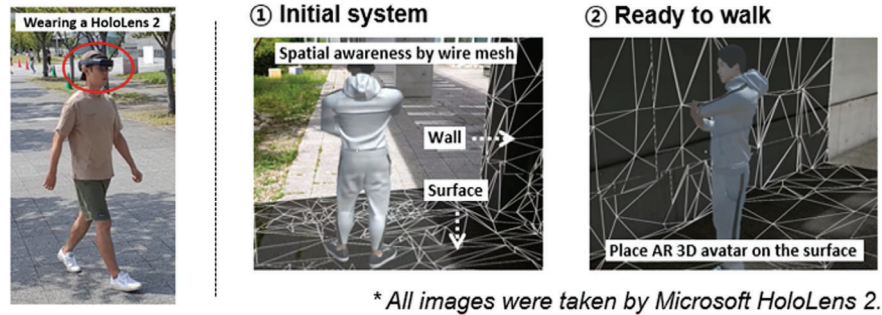 Wearing a HoloLens 2
① Initial system
Spatial awareness by wire mesh
Wall
Surface
② Ready to walk
Place AR 3D avatar on the surface
* All images were taken by Microsoft HoloLens 2.